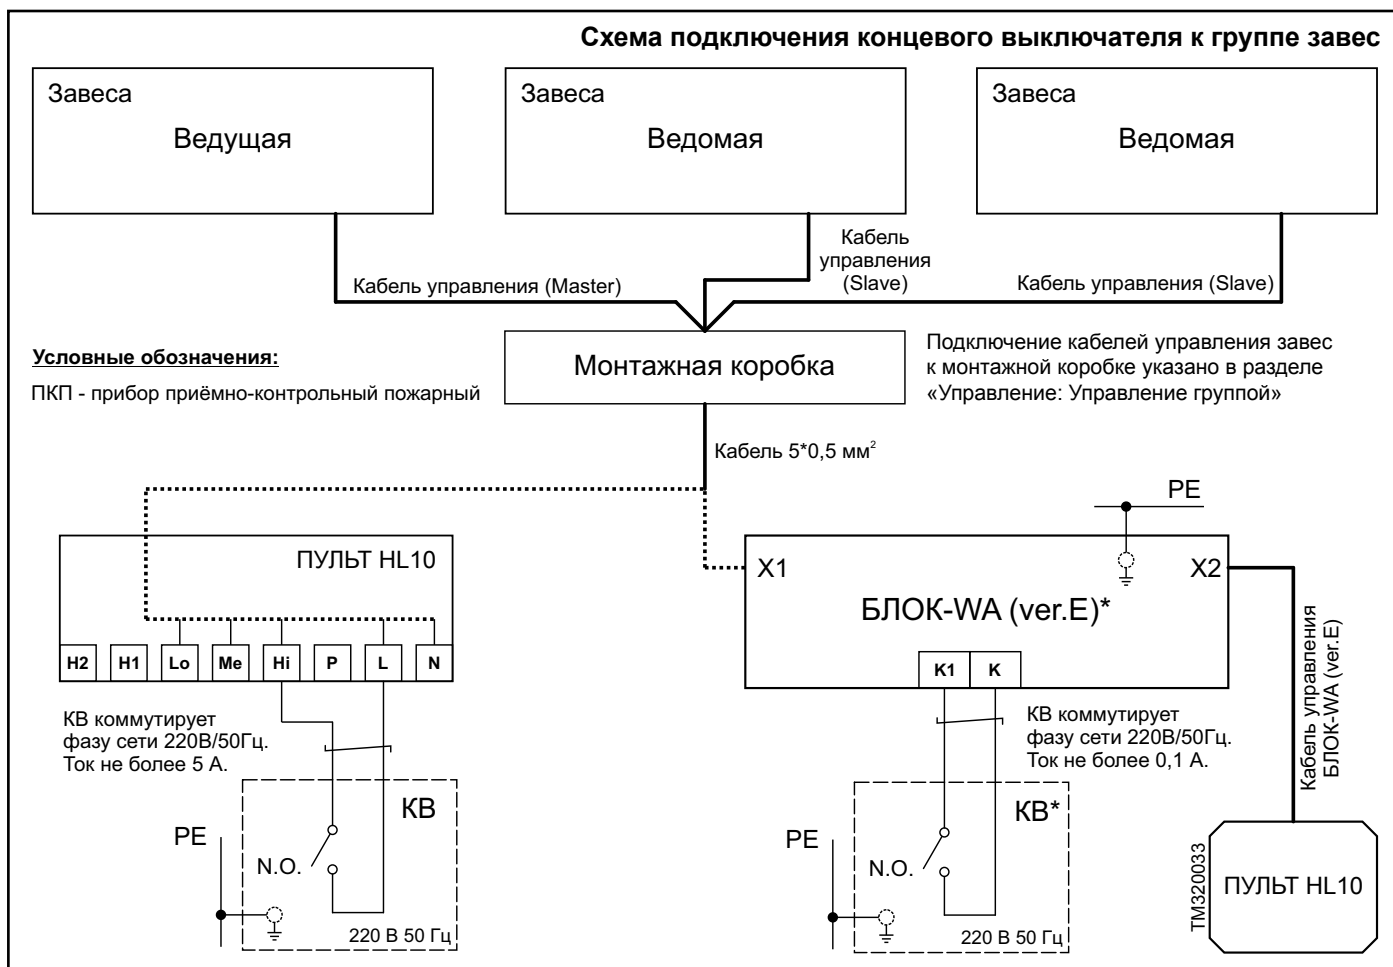 Схема подключения концевого выключателя к группе завес
Завеса
Ведущая
Завеса
Ведомая
Завеса
Ведомая
Кабель управления (Master)
Кабель
управления
(Slave)
Кабель управления (Slave)
Условные обозначения:
ПКП - прибор приёмно-контрольный пожарный
Монтажная коробка
Подключение кабелей управления завес
к монтажной коробке указано в разделе
«Управление: Управление группой»
Кабель 5*0,5 мм²
ПУЛЬТ HL10
H2 H1 Lo Me Hi P L N
КВ коммутирует
фазу сети 220В/50Гц.
Ток не более 5 А.
КВ
PE
N.O.
220 В 50 Гц
PE
X1
X2
БЛОК-WA (ver.E)*
K1 K
КВ коммутирует
фазу сети 220В/50Гц.
Ток не более 0,1 А.
КВ*
PE
N.O.
220 В 50 Гц
Кабель управления
БЛОК-WA (ver.E)
TM320033
ПУЛЬТ HL10